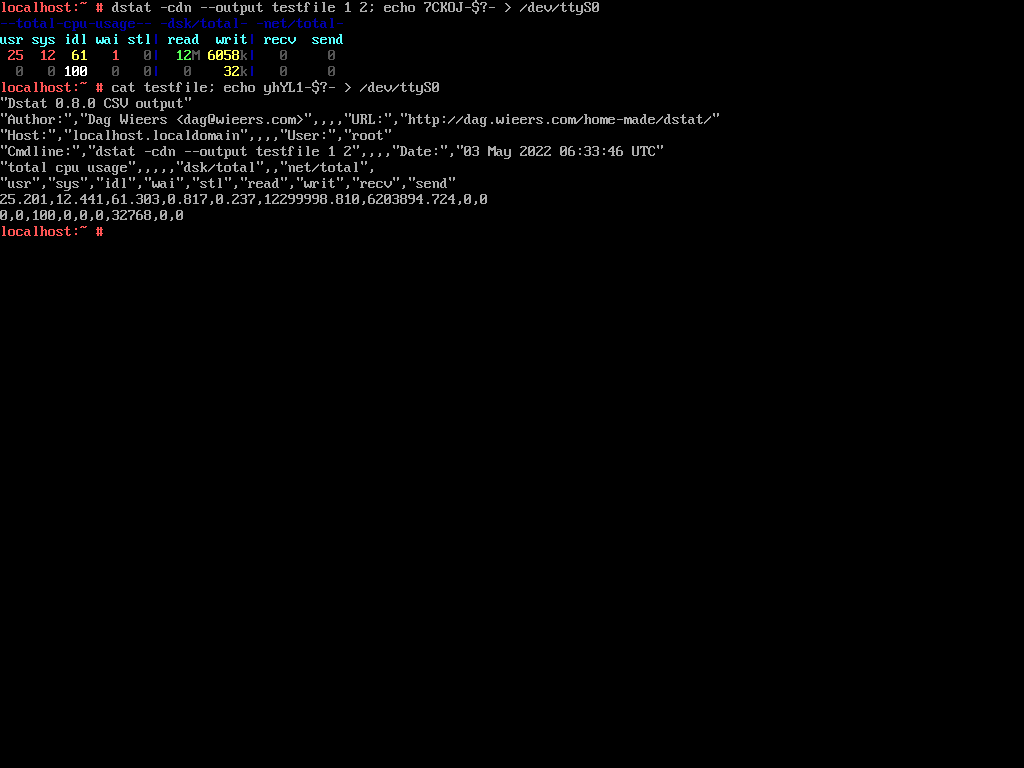 localhost:~ # dstat -cdn --output testfile 1 2; echo 7CKOJ-$?- > /dev/ttyS0
--total-cpu-usage-- -dsk/total- -net/total-
usr sys idl wai stl| read  writ| recv  send
 25  12  61   1   0|  12M 6058k|   0     0
  0   0 100   0   0|   0    32k|   0     0
localhost:~ # cat testfile; echo yhYL1-$?- > /dev/ttyS0
"Dstat 0.8.0 CSV output"
"Author:","Dag Wieers <dag@wieers.com>",,,,"URL:","http://dag.wieers.com/home-made/dstat/"
"Host:","localhost.localdomain",,,,"User:","root"
"Cmdline:","dstat -cdn --output testfile 1 2",,,,"Date:","03 May 2022 06:33:46 UTC"
"total cpu usage",,,,,"dsk/total",,"net/total",
"usr","sys","idl","wai","stl","read","writ","recv","send"
25.201,12.441,61.303,0.817,0.237,12299998.810,6203894.724,0,0
0,0,100,0,0,0,32768,0,0
localhost:~ #